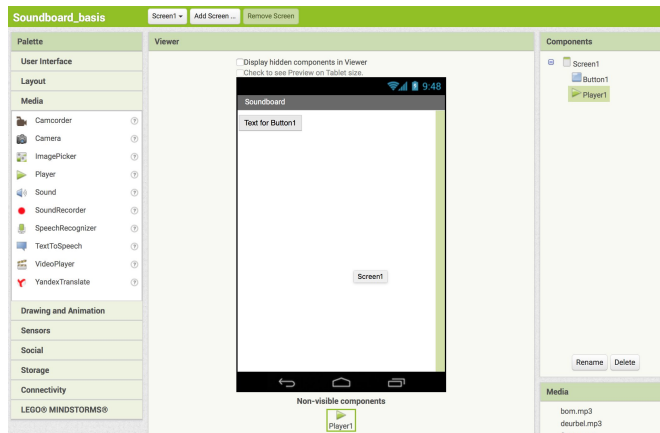 Soundboard_basis
Screen1
Add Screen ...
Remove Screen
Palette
User Interface
Layout
Media
Camcorder
Camera
ImagePicker
Player
Sound
SoundRecorder
SpeechRecognizer
TextToSpeech
VideoPlayer
YandexTranslate
Drawing and Animation
Sensors
Social
Storage
Connectivity
LEGO® MINDSTORMS®
Viewer
Display hidden components in Viewer
Check to see Preview on Tablet size.
9:48
Soundboard
Text for Button1
Screen1
Non-visible components
Player1
Components
Screen1
Button1
Player1
Rename
Delete
Media
bom.mp3
deurbel.mp3